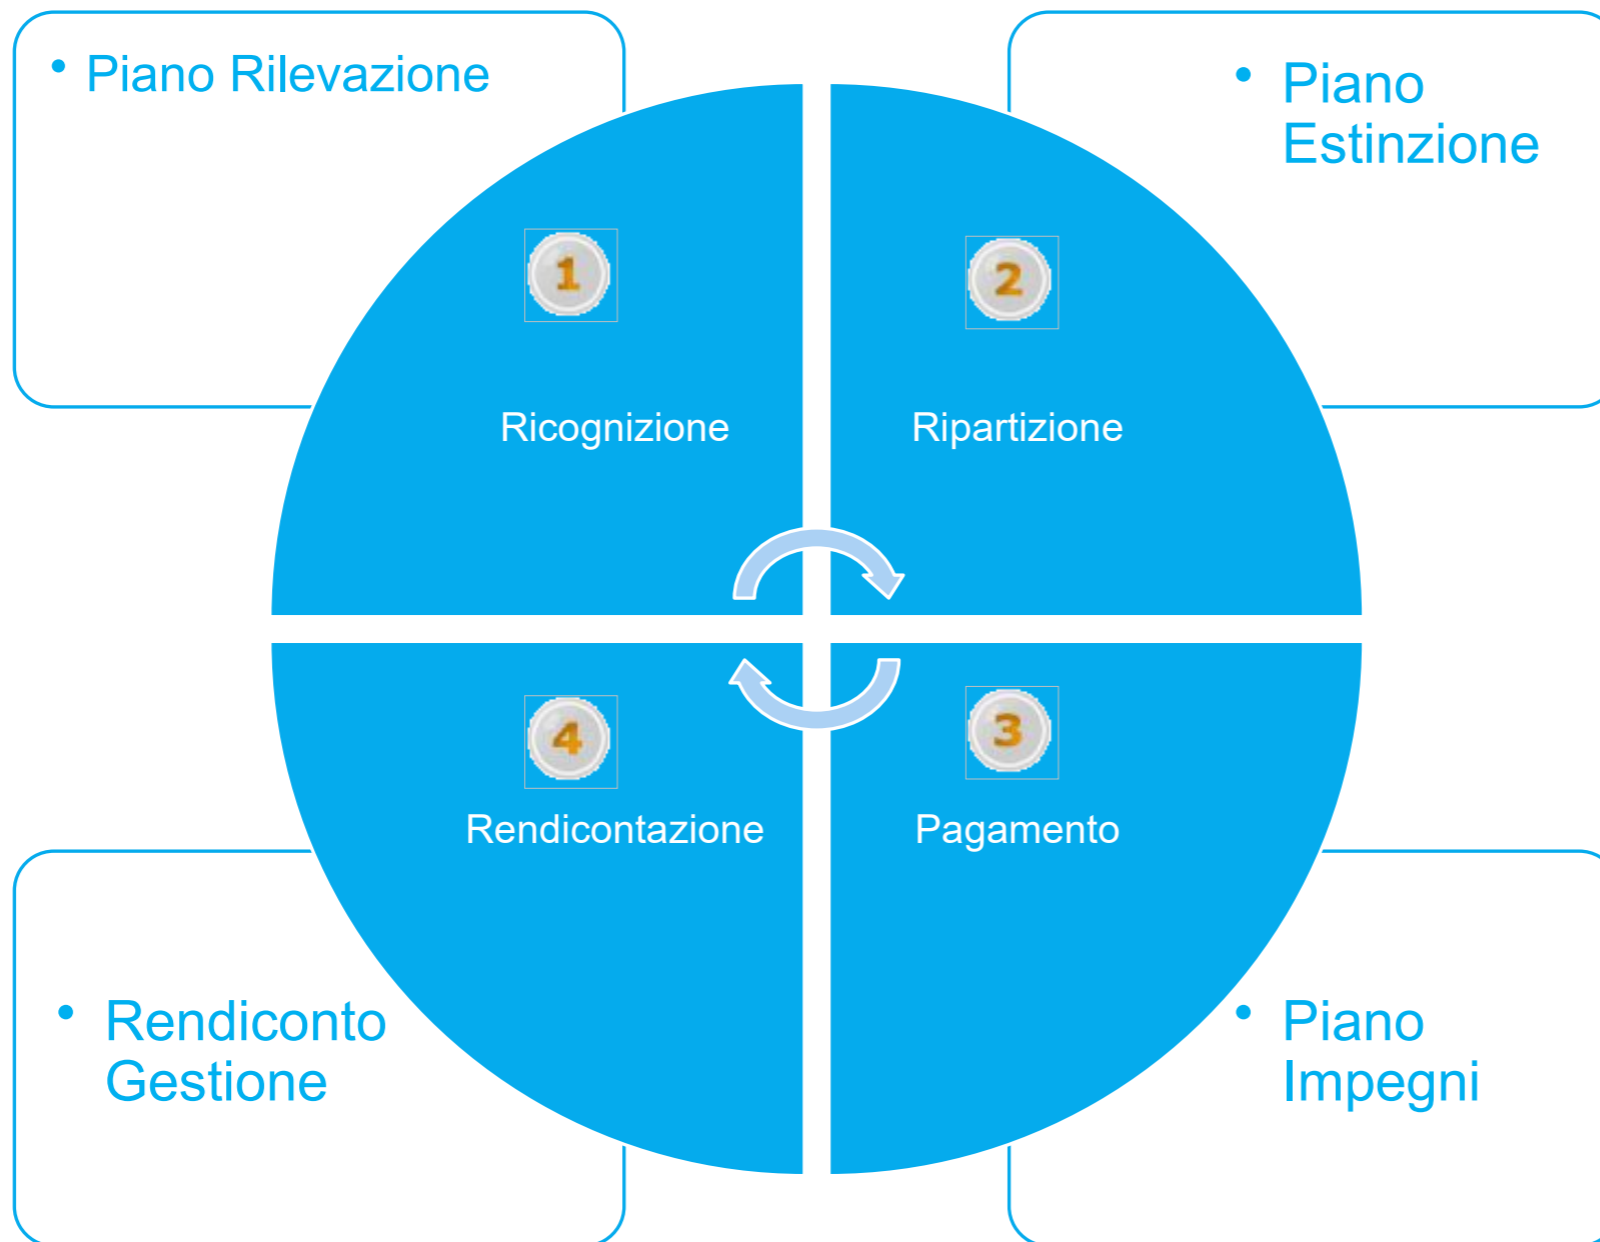 • Piano Rilevazione
• Piano
Estinzione
1
2
Ricognizione
Ripartizione
4
3
Rendicontazione
Pagamento
• Rendiconto
Gestione
• Piano
Impegni